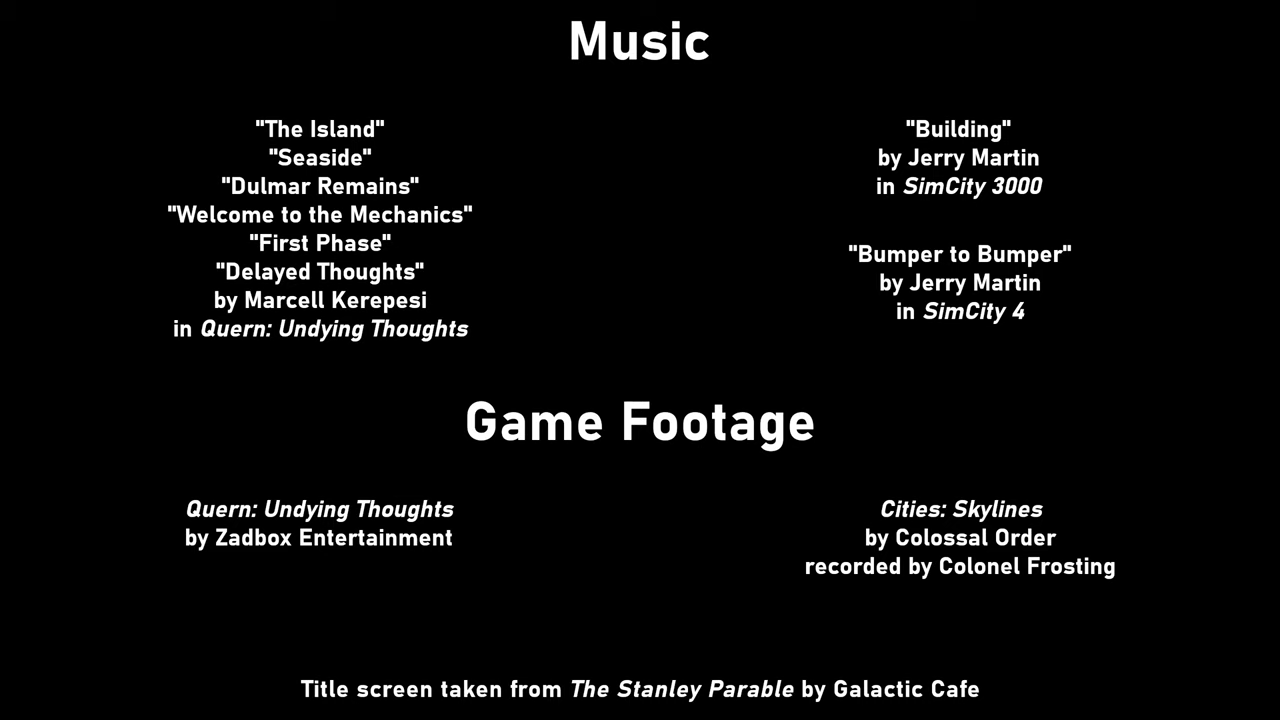 Music
"The Island"
"Seaside"
"Dulmar Remains"
"Welcome to the Mechanics"
"First Phase"
"Delayed Thoughts"
by Marcell Kerepesi
in Quern: Undying Thoughts
"Building"
by Jerry Martin
in SimCity 3000
"Bumper to Bumper"
by Jerry Martin
in SimCity 4
Game Footage
Quern: Undying Thoughts
by Zadbox Entertainment
Cities: Skylines
by Colossal Order
recorded by Colonel Frosting
Title screen taken from The Stanley Parable by Galactic Cafe